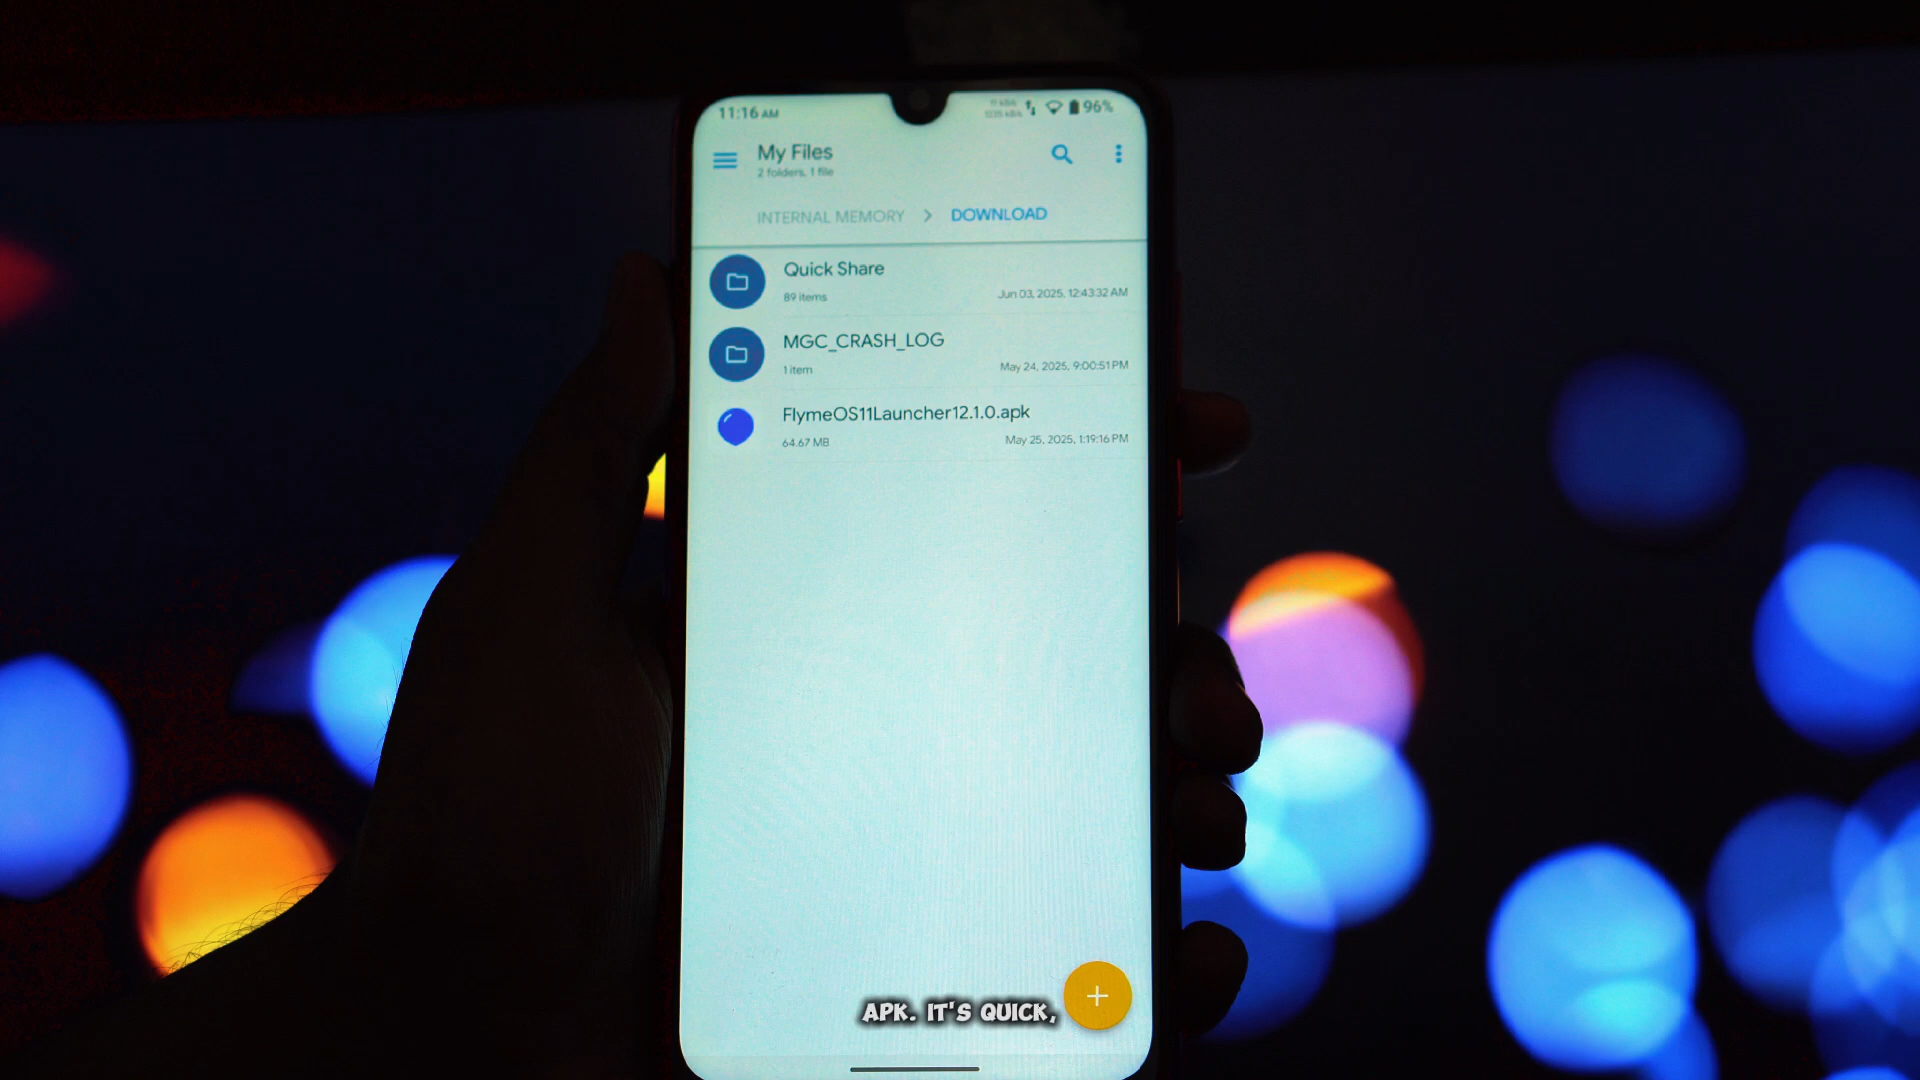 11:16 AM
96%
My Files
2 folders, 1 file
INTERNAL MEMORY > DOWNLOAD
Quick Share
89 items
Jun 03, 2025, 12:43:32 AM
MGC_CRASH_LOG
1 item
May 24, 2025, 9:00:51 PM
FlymeOS11Launcher12.1.0.apk
64.67 MB
May 25, 2025, 1:19:16 PM
APK. IT'S QUICK,